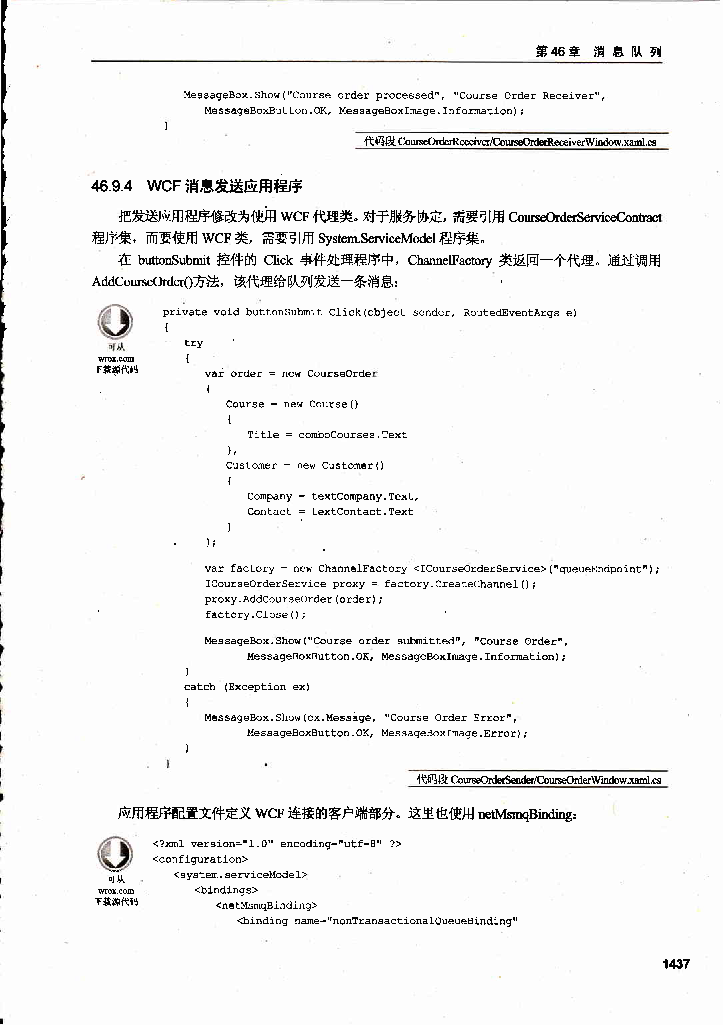 第 46 章 消 息 队 列
MessageBox.Show("Course order processed", "Course Order Receiver",
MessageBoxButton.OK, MessageBoxImage.Information);
}
代码段 CourseOrderReceiver/CourseOrderReceiverWindow.xaml.cs
46.9.4 WCF 消息发送应用程序
把发送应用程序修改为使用 WCF 代理类。对于服务协定，需要引用 CourseOrderServiceContract
程序集，而要使用 WCF 类，需要引用 System.ServiceModel 程序集。
在 buttonSubmit 控件的 Click 事件处理程序中，ChannelFactory 类返回一个代理。通过调用
AddCourseOrder()方法，该代理给队列发送一条消息：
可从
wrox.com
下载源代码
private void buttonSubmit_Click(object sender, RoutedEventArgs e)
{
try
{
var order = new CourseOrder
{
Course = new Course()
{
Title = comboCourses.Text
},
Customer = new Customer()
{
Company = textCompany.Text,
Contact = textContact.Text
}
};
var factory = new ChannelFactory <ICourseOrderService>("queueEndpoint");
ICourseOrderService proxy = factory.CreateChannel();
proxy.AddCourseOrder(order);
factory.Close();
MessageBox.Show("Course order submitted", "Course Order",
MessageBoxButton.OK, MessageBoxImage.Information);
}
catch (Exception ex)
{
MessageBox.Show(ex.Message, "Course Order Error",
MessageBoxButton.OK, MessageBoxImage.Error);
}
}
代码段 CourseOrderSender/CourseOrderWindow.xaml.cs
应用程序配置文件定义 WCF 连接的客户端部分。这里也使用 netMsmqBinding：
可从
wrox.com
下载源代码
<?xml version="1.0" encoding="utf-8" ?>
<configuration>
<system.serviceModel>
<bindings>
<netMsmqBinding>
<binding name="nonTransactionalQueueBinding"
1437